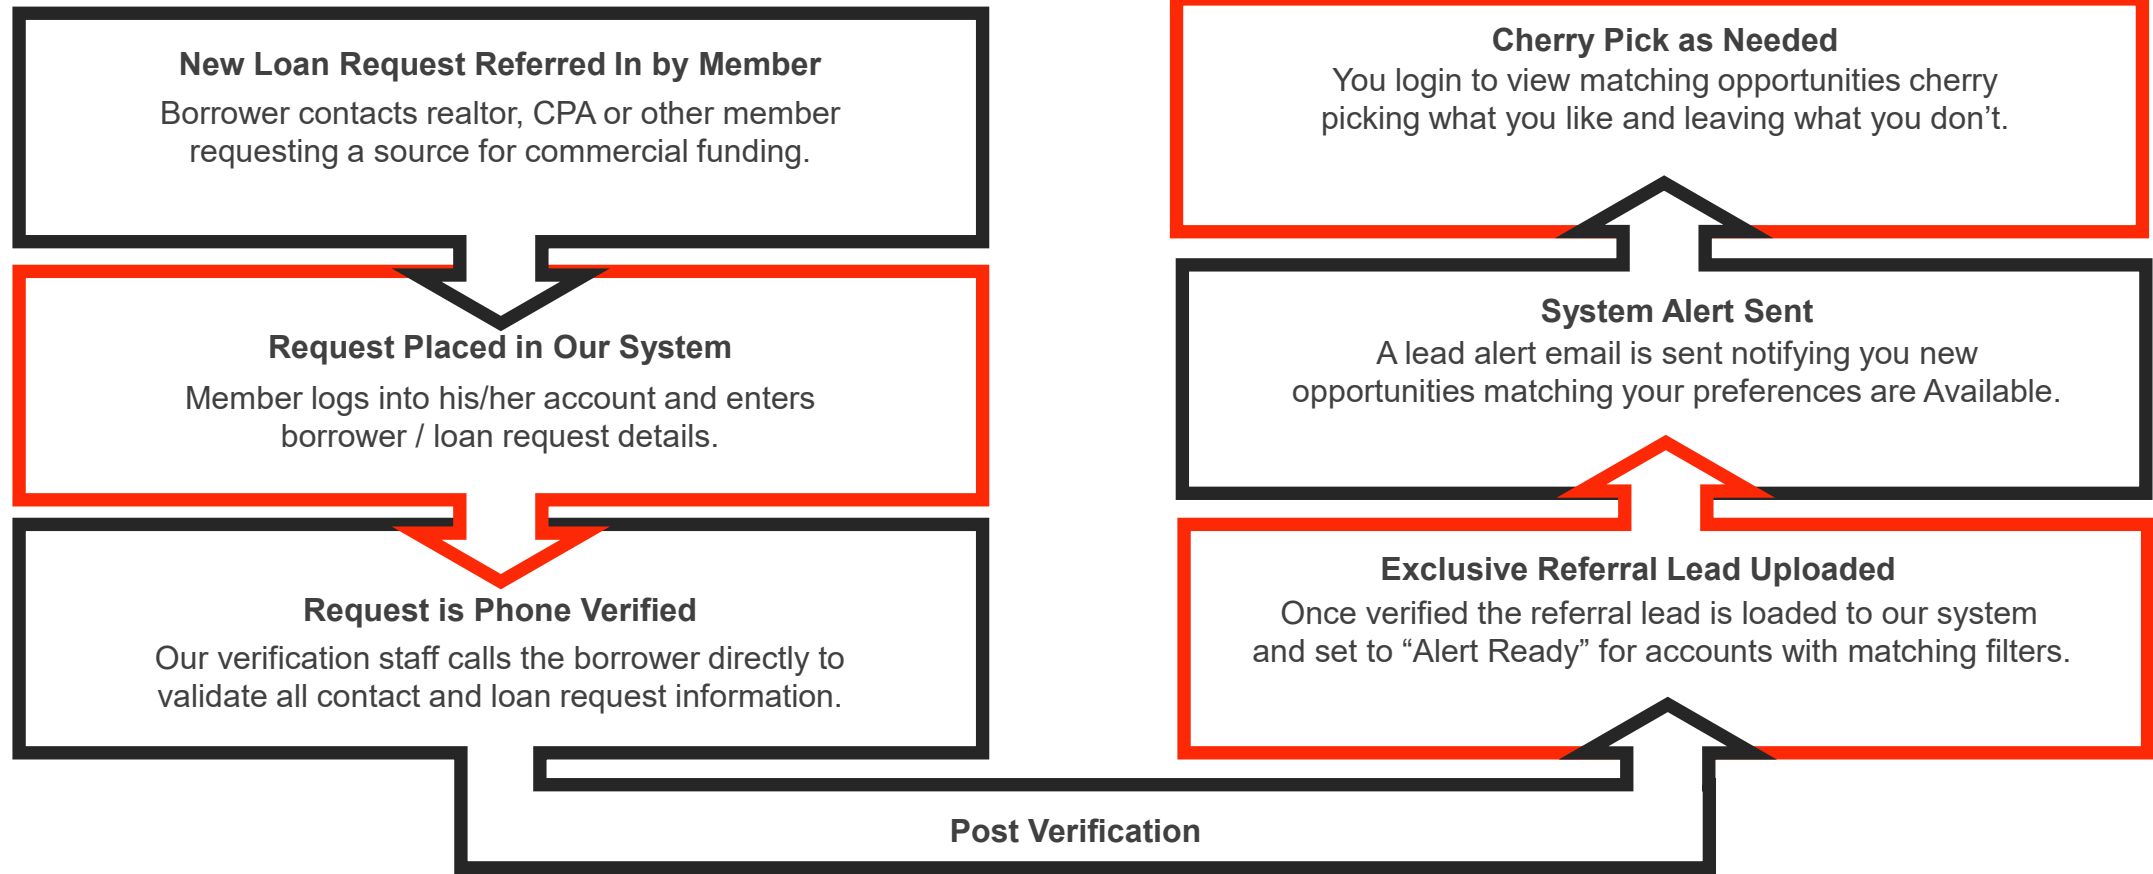 New Loan Request Referred In by Member
Borrower contacts realtor, CPA or other member
requesting a source for commercial funding.
Request Placed in Our System
Member logs into his/her account and enters
borrower / loan request details.
Request is Phone Verified
Our verification staff calls the borrower directly to
validate all contact and loan request information.
Post Verification
Exclusive Referral Lead Uploaded
Once verified the referral lead is loaded to our system
and set to “Alert Ready” for accounts with matching filters.
System Alert Sent
A lead alert email is sent notifying you new
opportunities matching your preferences are Available.
Cherry Pick as Needed
You login to view matching opportunities cherry
picking what you like and leaving what you don’t.